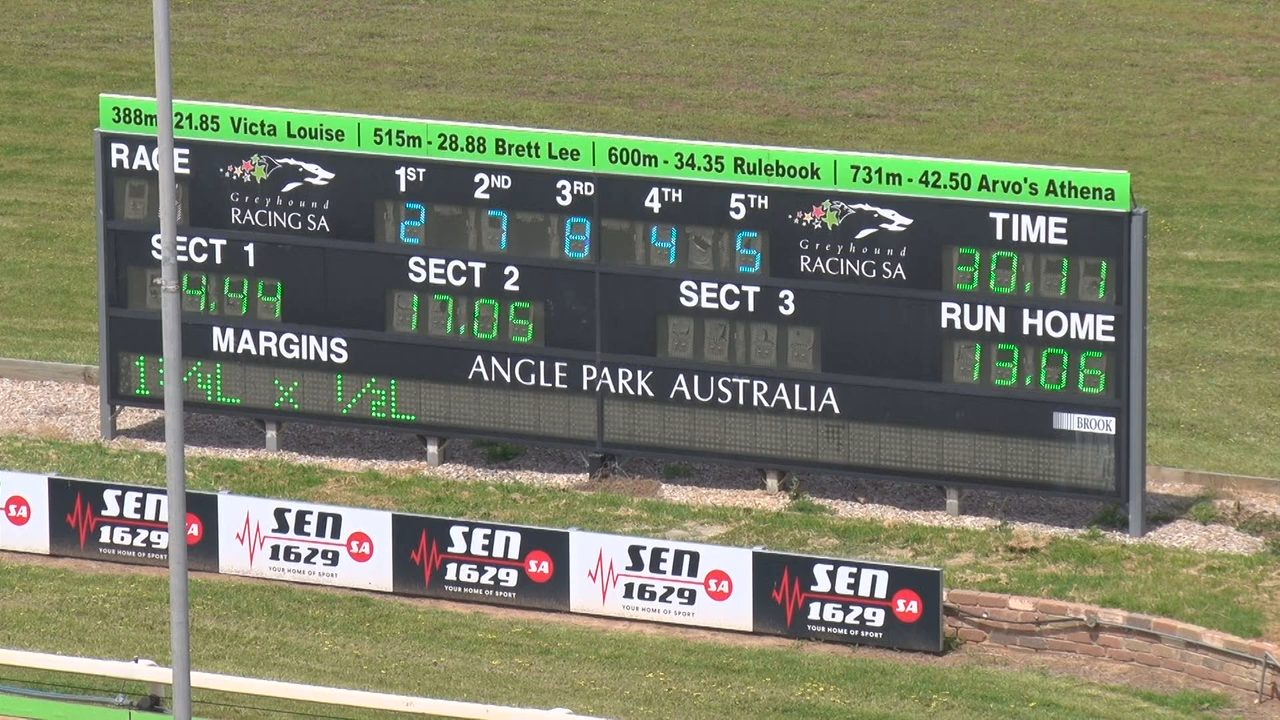 388m - 21.85 Victa Louise | 515m - 28.88 Brett Lee | 600m - 34.35 Rulebook | 731m - 42.50 Arvo's Athena
RACE
Greyhound
RACING SA
1ST 2ND 3RD 4TH 5TH
2 7 8 4 5
Greyhound
RACING SA
TIME
30.11
SECT 1
4.94
SECT 2
17.05
SECT 3
RUN HOME
13.06
MARGINS
ANGLE PARK AUSTRALIA
x 1/2L
BROOK
SA
SEN
1629
SA
YOUR HOME OF SPORT
SEN
1629
SA
YOUR HOME OF SPORT
SEN
1629
SA
YOUR HOME OF SPORT
SEN
1629
SA
YOUR HOME OF SPORT
SEN
1629
SA
YOUR HOME OF SPORT